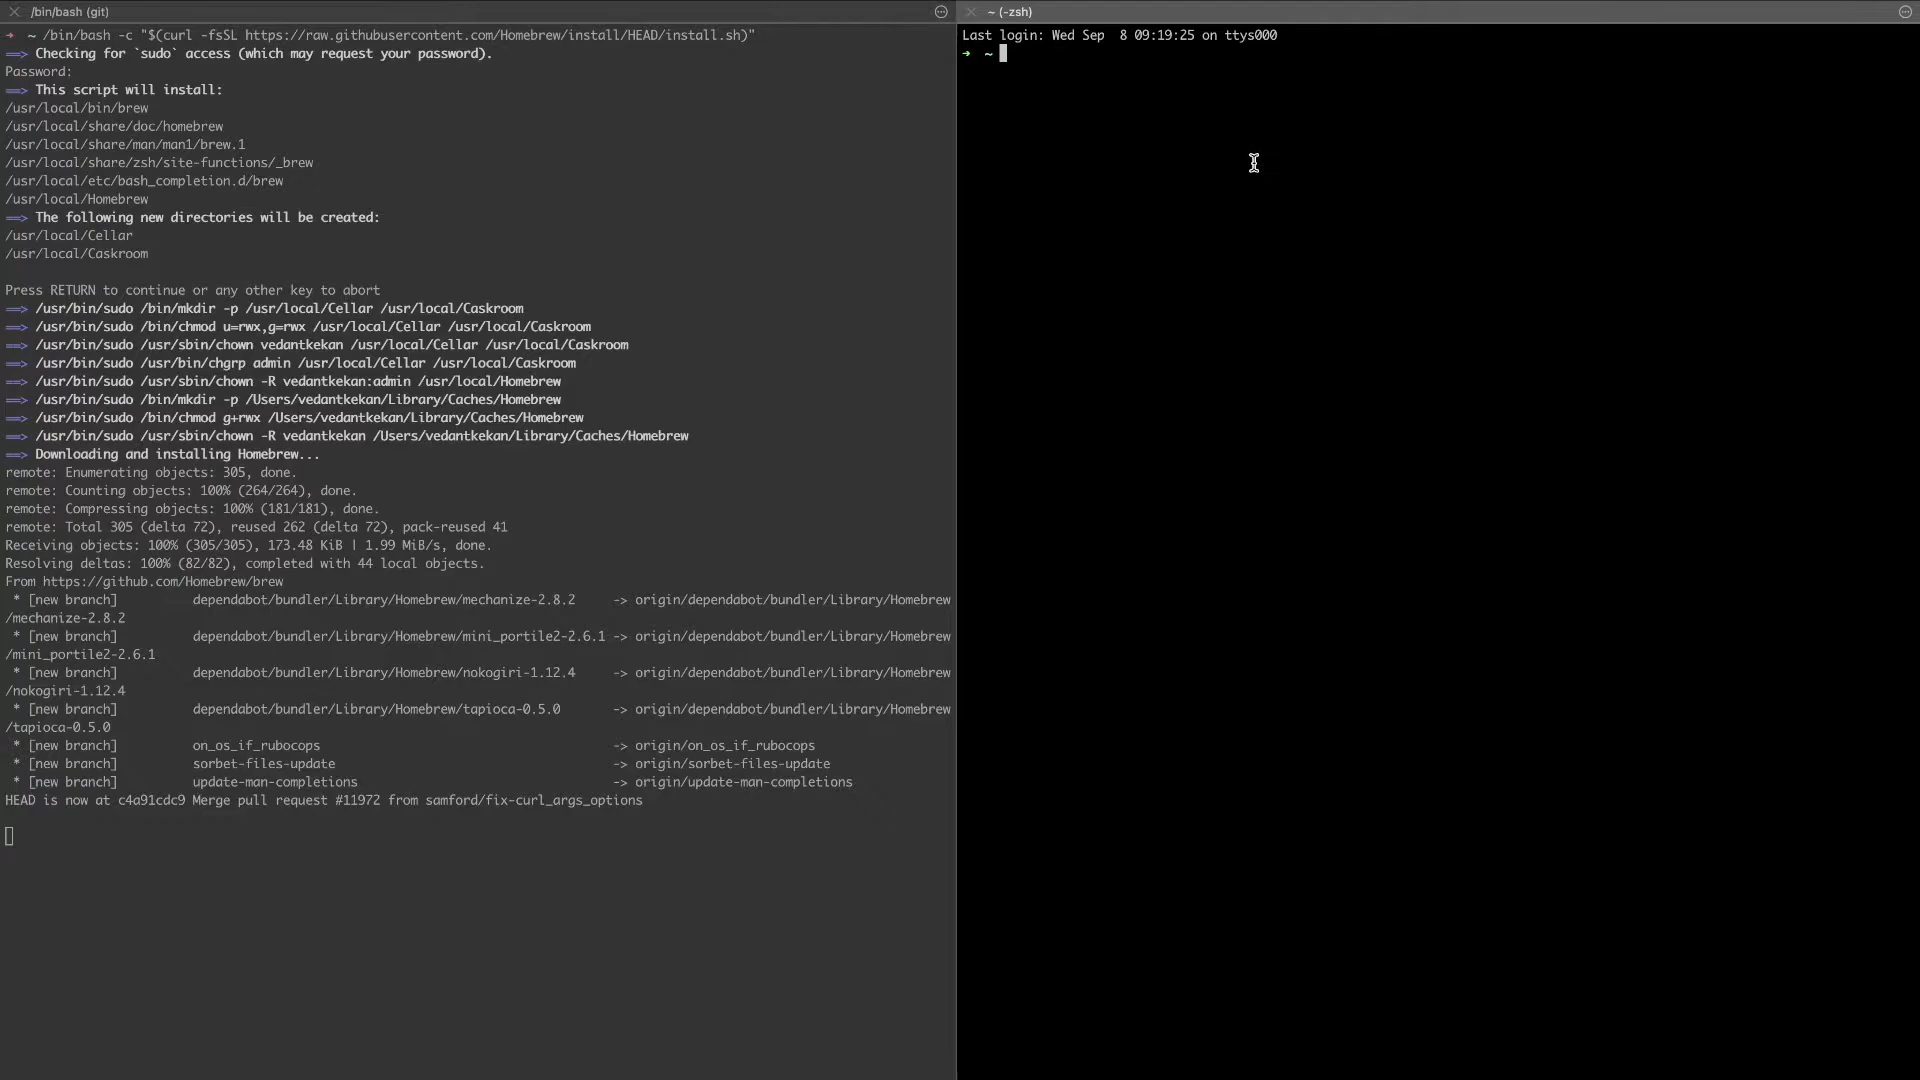 /bin/bash (git)
➜  ~ /bin/bash -c "$(curl -fsSL https://raw.githubusercontent.com/Homebrew/install/HEAD/install.sh)"
==> Checking for `sudo` access (which may request your password).
Password:
==> This script will install:
/usr/local/bin/brew
/usr/local/share/doc/homebrew
/usr/local/share/man/man1/brew.1
/usr/local/share/zsh/site-functions/_brew
/usr/local/etc/bash_completion.d/brew
/usr/local/Homebrew
==> The following new directories will be created:
/usr/local/Cellar
/usr/local/Caskroom
Press RETURN to continue or any other key to abort
==> /usr/bin/sudo /bin/mkdir -p /usr/local/Cellar /usr/local/Caskroom
==> /usr/bin/sudo /bin/chmod u=rwx,g=rwx /usr/local/Cellar /usr/local/Caskroom
==> /usr/bin/sudo /usr/sbin/chown vedantkekan /usr/local/Cellar /usr/local/Caskroom
==> /usr/bin/sudo /usr/bin/chgrp admin /usr/local/Cellar /usr/local/Caskroom
==> /usr/bin/sudo /usr/sbin/chown -R vedantkekan:admin /usr/local/Homebrew
==> /usr/bin/sudo /bin/mkdir -p /Users/vedantkekan/Library/Caches/Homebrew
==> /usr/bin/sudo /bin/chmod g+rwx /Users/vedantkekan/Library/Caches/Homebrew
==> /usr/bin/sudo /usr/sbin/chown -R vedantkekan /Users/vedantkekan/Library/Caches/Homebrew
==> Downloading and installing Homebrew...
remote: Enumerating objects: 305, done.
remote: Counting objects: 100% (264/264), done.
remote: Compressing objects: 100% (181/181), done.
remote: Total 305 (delta 72), reused 262 (delta 72), pack-reused 41
Receiving objects: 100% (305/305), 173.48 KiB | 1.99 MiB/s, done.
Resolving deltas: 100% (82/82), completed with 44 local objects.
From https://github.com/Homebrew/brew
 * [new branch]          dependabot/bundler/Library/Homebrew/mechanize-2.8.2     -> origin/dependabot/bundler/Library/Homebrew
/mechanize-2.8.2
 * [new branch]          dependabot/bundler/Library/Homebrew/mini_portile2-2.6.1 -> origin/dependabot/bundler/Library/Homebrew
/mini_portile2-2.6.1
 * [new branch]          dependabot/bundler/Library/Homebrew/nokogiri-1.12.4     -> origin/dependabot/bundler/Library/Homebrew
/nokogiri-1.12.4
 * [new branch]          dependabot/bundler/Library/Homebrew/tapioca-0.5.0       -> origin/dependabot/bundler/Library/Homebrew
/tapioca-0.5.0
 * [new branch]          on_os_if_rubocops                                       -> origin/on_os_if_rubocops
 * [new branch]          sorbet-files-update                                     -> origin/sorbet-files-update
 * [new branch]          update-man-completions                                  -> origin/update-man-completions
HEAD is now at c4a91cdc9 Merge pull request #11972 from samford/fix-curl_args_options
~ (-zsh)
Last login: Wed Sep  8 09:19:25 on ttys000
➜  ~